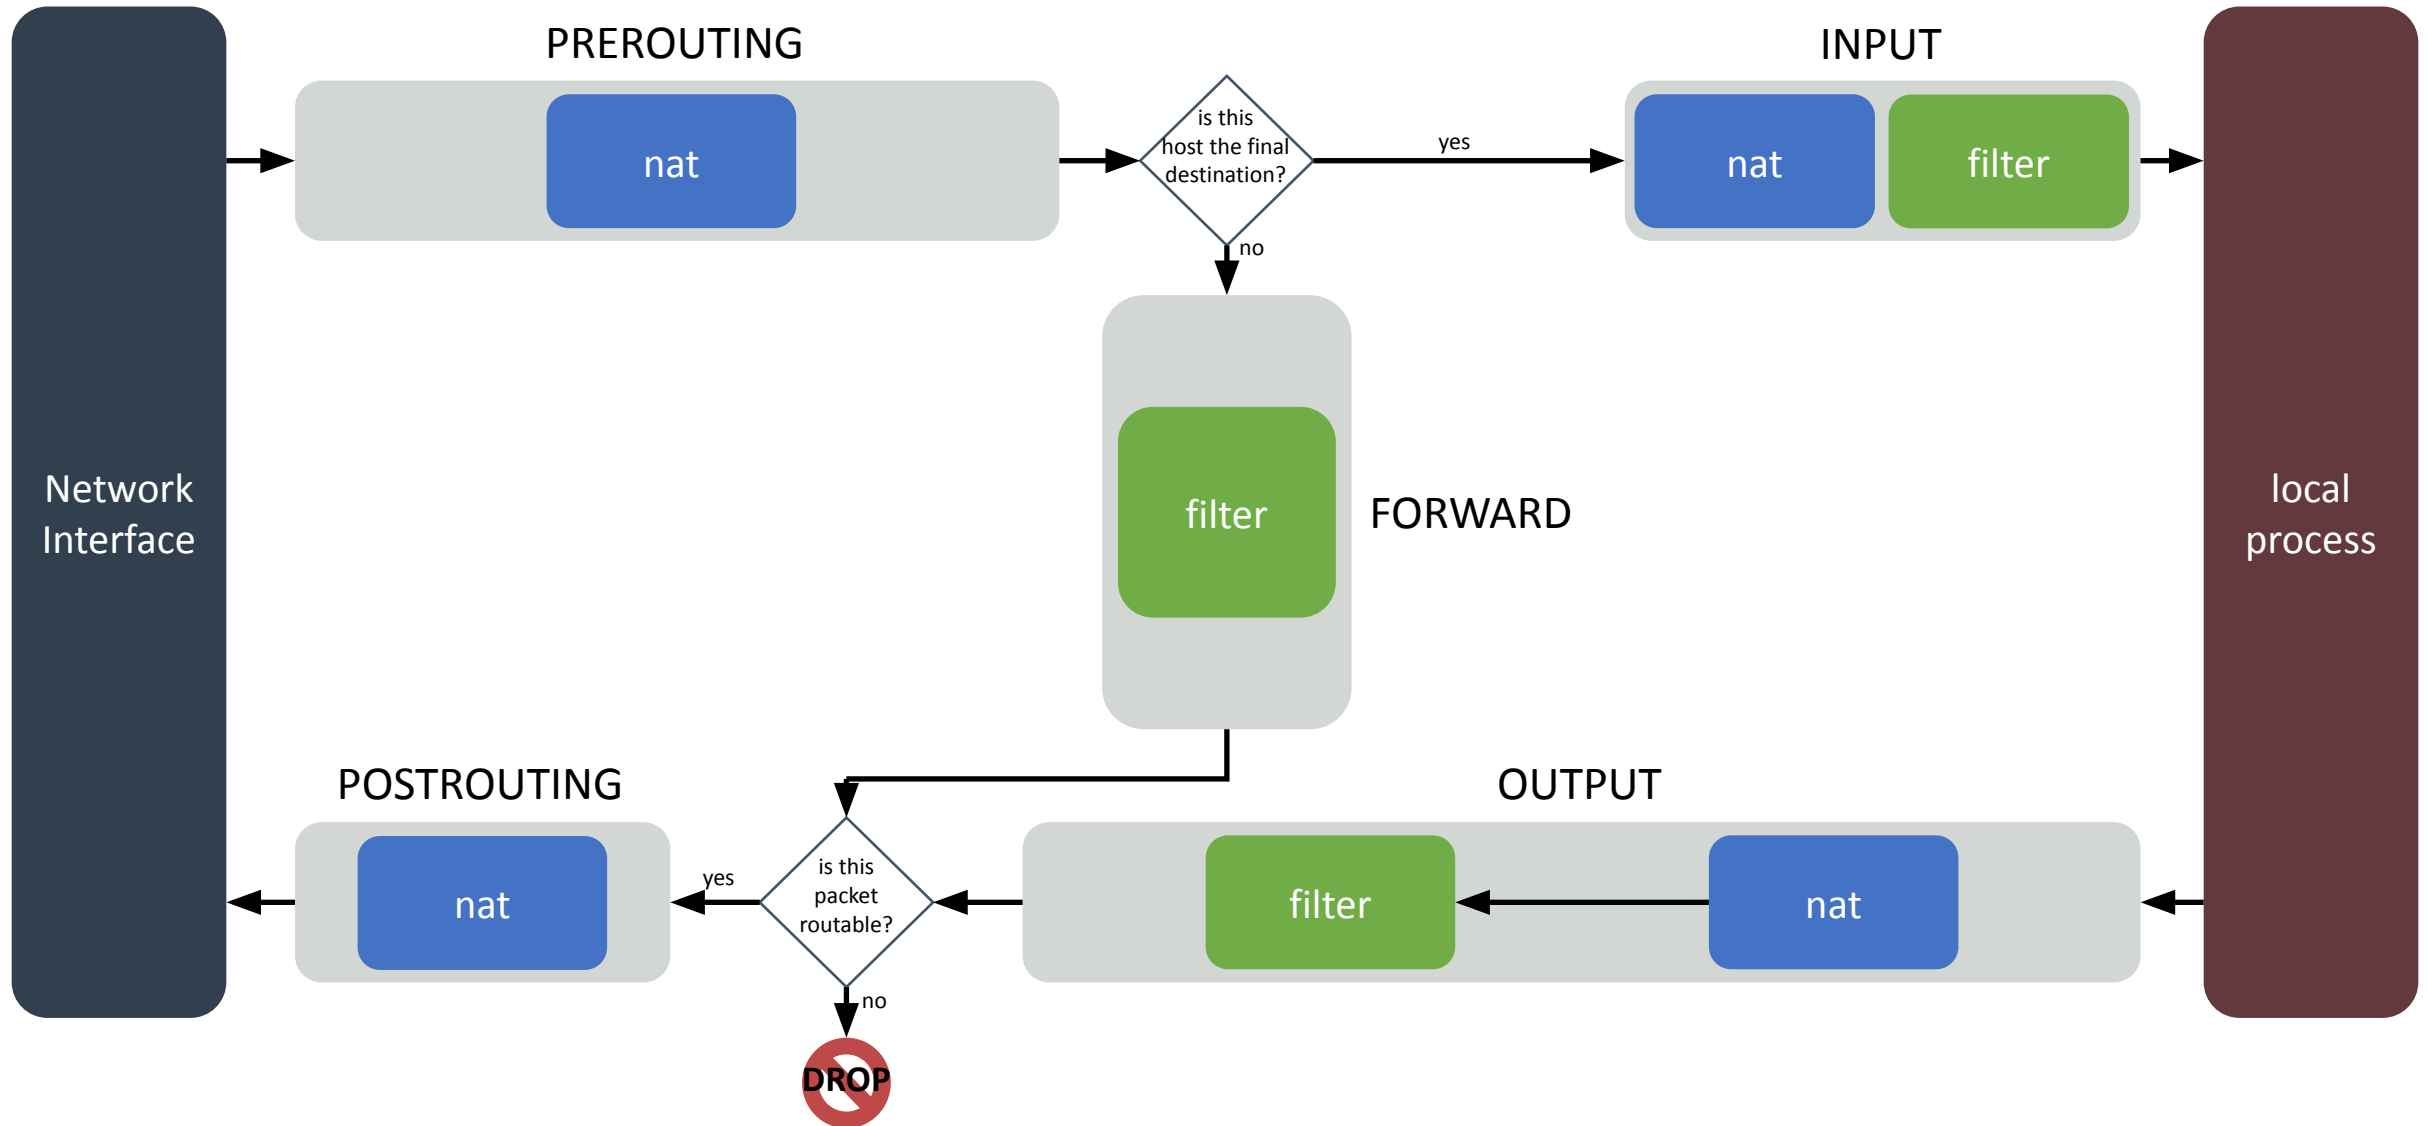 PREROUTING
INPUT
nat
is this
host the final
destination?
yes
nat
filter
no
Network
Interface
filter
FORWARD
local
process
POSTROUTING
OUTPUT
nat
yes
is this
packet
routable?
filter
nat
no
DROP